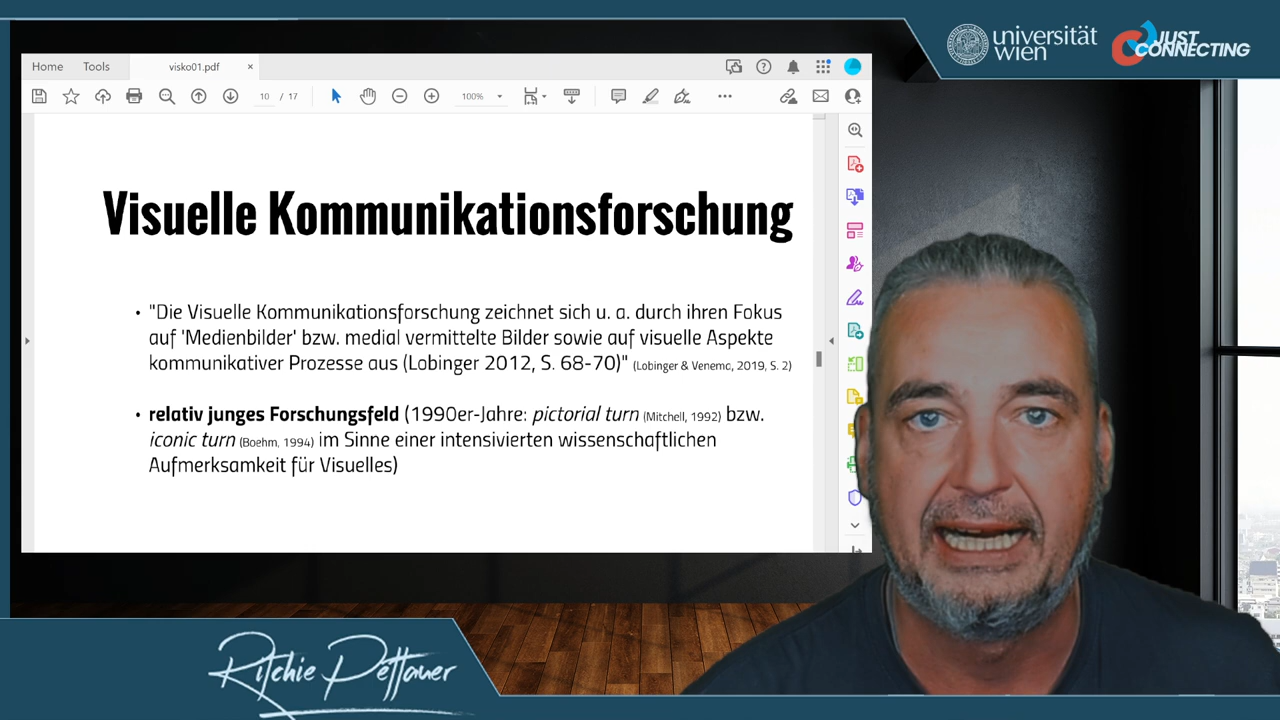 universität
wien
JUST
CONNECTING
Home Tools visko01.pdf ×
10 / 17 100%
Visuelle Kommunikationsforschung
• "Die Visuelle Kommunikationsforschung zeichnet sich u. a. durch ihren Fokus
auf 'Medienbilder' bzw. medial vermittelte Bilder sowie auf visuelle Aspekte
kommunikativer Prozesse aus (Lobinger 2012, S. 68-70)" (Lobinger & Venema, 2019, S. 2)
• relativ junges Forschungsfeld (1990er-Jahre: pictorial turn (Mitchell, 1992) bzw.
iconic turn (Boehm, 1994) im Sinne einer intensivierten wissenschaftlichen
Aufmerksamkeit für Visuelles)
Ritchie Pettauer